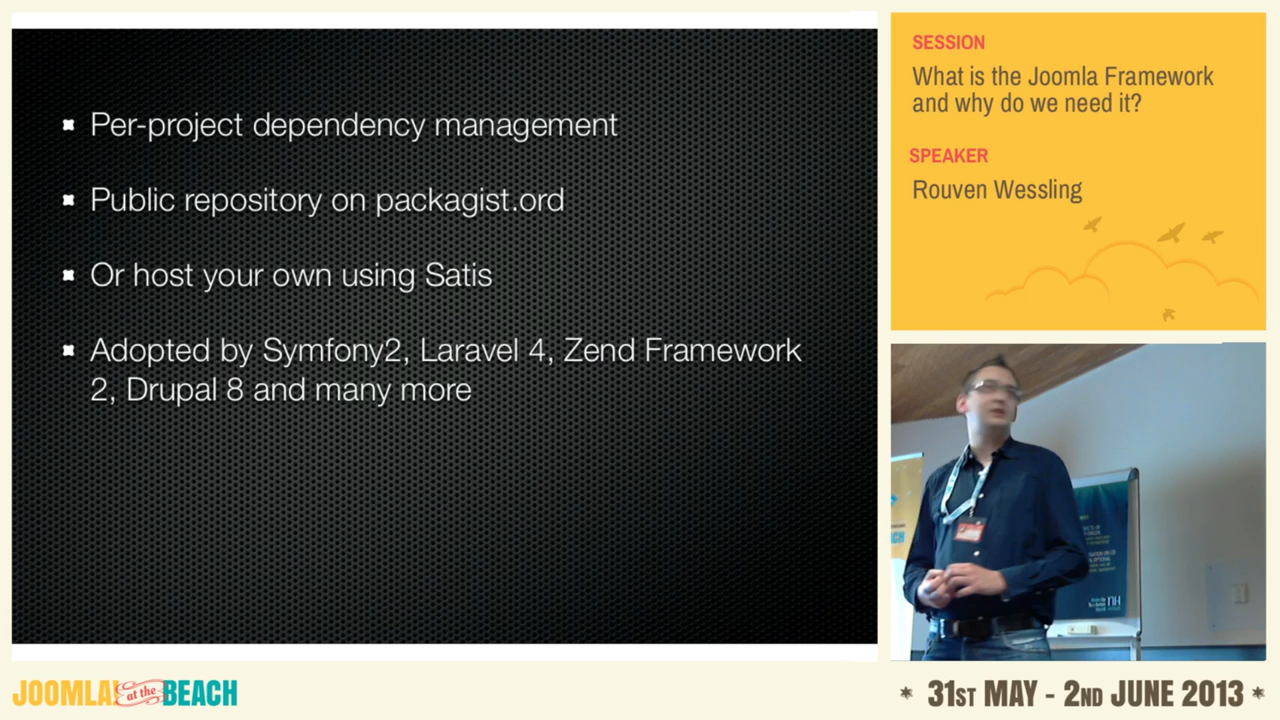 Per-project dependency management
Public repository on packagist.ord
Or host your own using Satis
Adopted by Symfony2, Laravel 4, Zend Framework
2, Drupal 8 and many more
SESSION
What is the Joomla Framework
and why do we need it?
SPEAKER
Rouven Wessling
JOOMLA! at the BEACH
* 31ST MAY - 2ND JUNE 2013 *